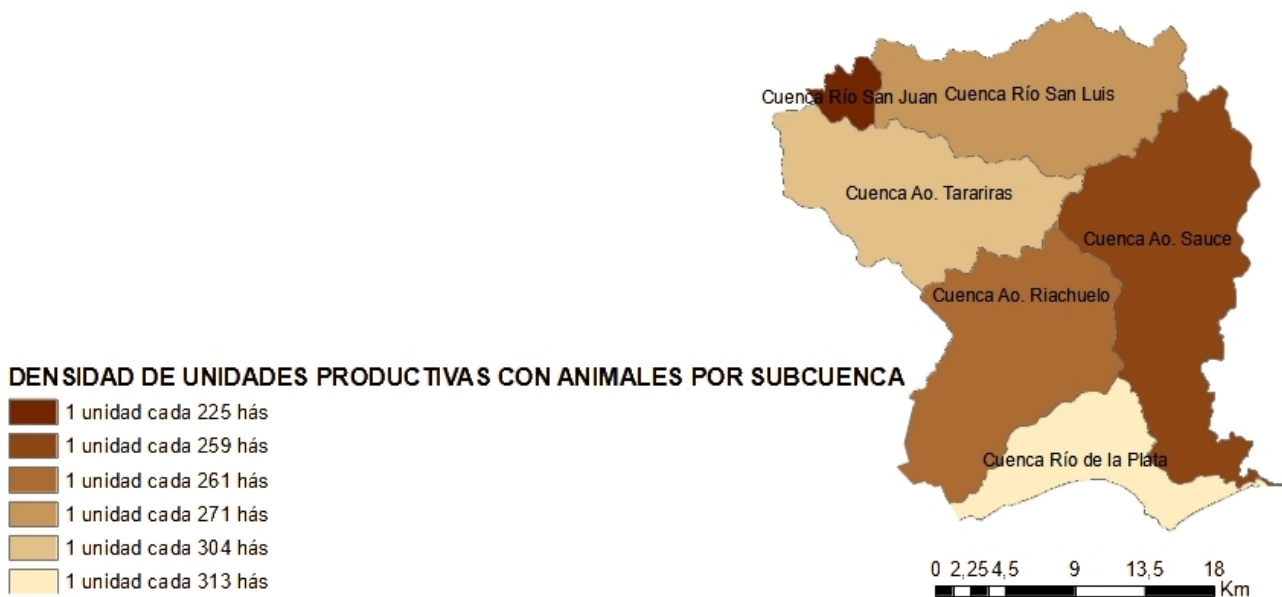 Cuenca Río San Juan
Cuenca Río San Luis
Cuenca Ao. Tarariras
Cuenca Ao. Sauce
Cuenca Ao. Riachuelo
Cuenca Río de la Plata
DENSIDAD DE UNIDADES PRODUCTIVAS CON ANIMALES POR SUBCUENCA
1 unidad cada 225 hás
1 unidad cada 259 hás
1 unidad cada 261 hás
1 unidad cada 271 hás
1 unidad cada 304 hás
1 unidad cada 313 hás
0 2,25 4,5 9 13,5 18
Km